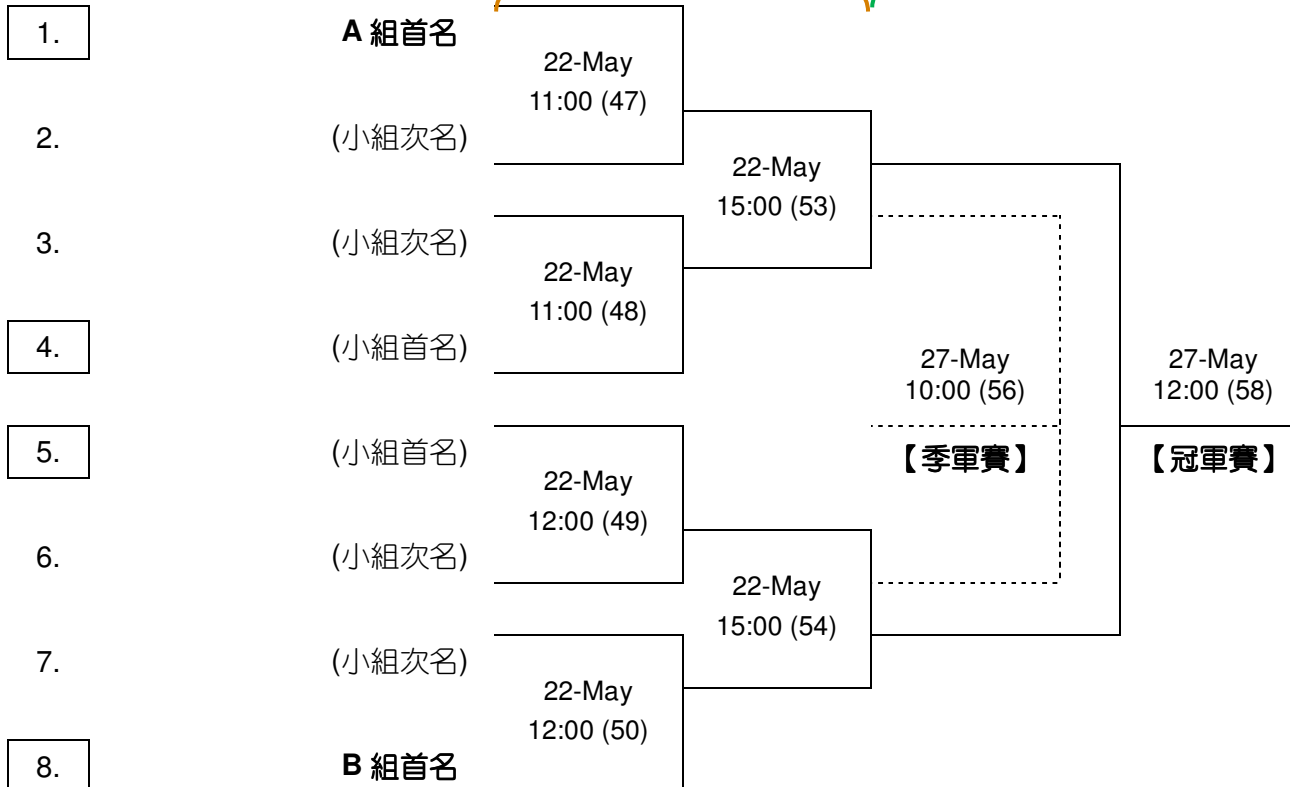 1.
A 組首名
22-May
11:00 (47)
2.
(小組次名)
22-May
15:00 (53)
3.
(小組次名)
22-May
11:00 (48)
4.
(小組首名)
27-May
10:00 (56)
【季軍賽】
27-May
12:00 (58)
【冠軍賽】
5.
(小組首名)
22-May
12:00 (49)
6.
(小組次名)
22-May
15:00 (54)
7.
(小組次名)
22-May
12:00 (50)
8.
B 組首名